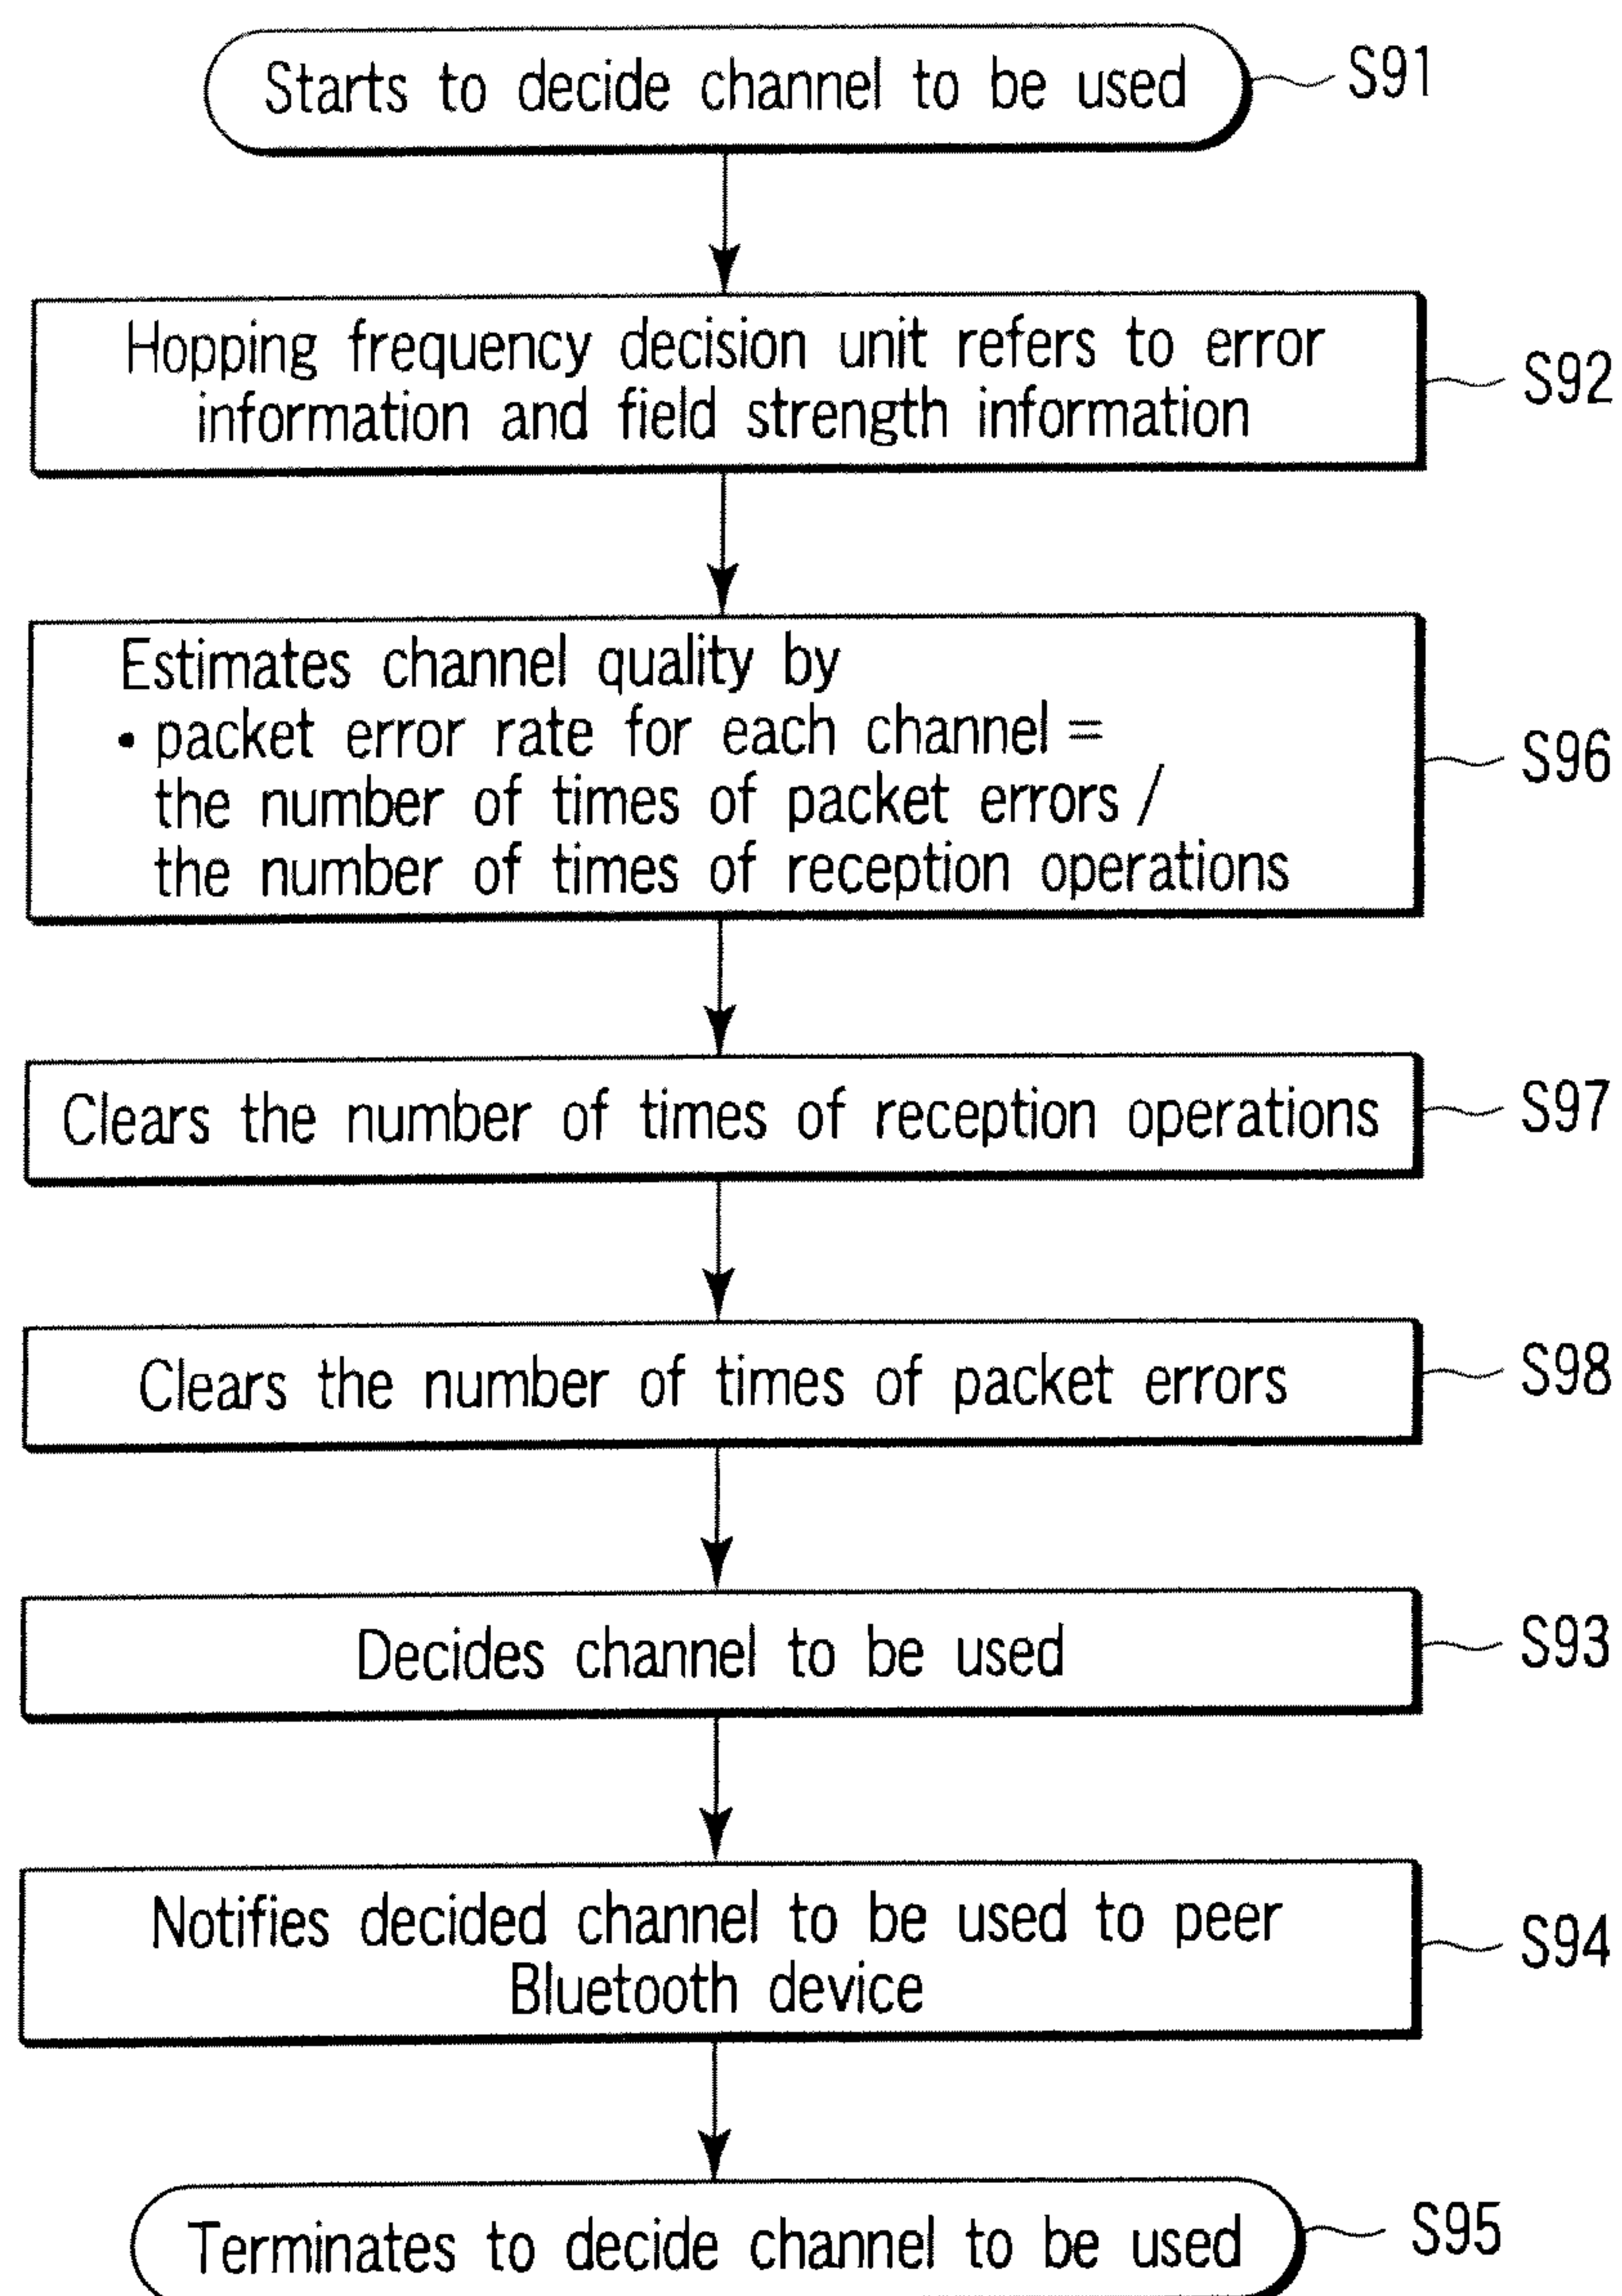 Starts to decide channel to be used
S91
Hopping frequency decision unit refers to error
information and field strength information
S92
Estimates channel quality by
• packet error rate for each channel =
the number of times of packet errors /
the number of times of reception operations
S96
Clears the number of times of reception operations
S97
Clears the number of times of packet errors
S98
Decides channel to be used
S93
Notifies decided channel to be used to peer
Bluetooth device
S94
Terminates to decide channel to be used
S95